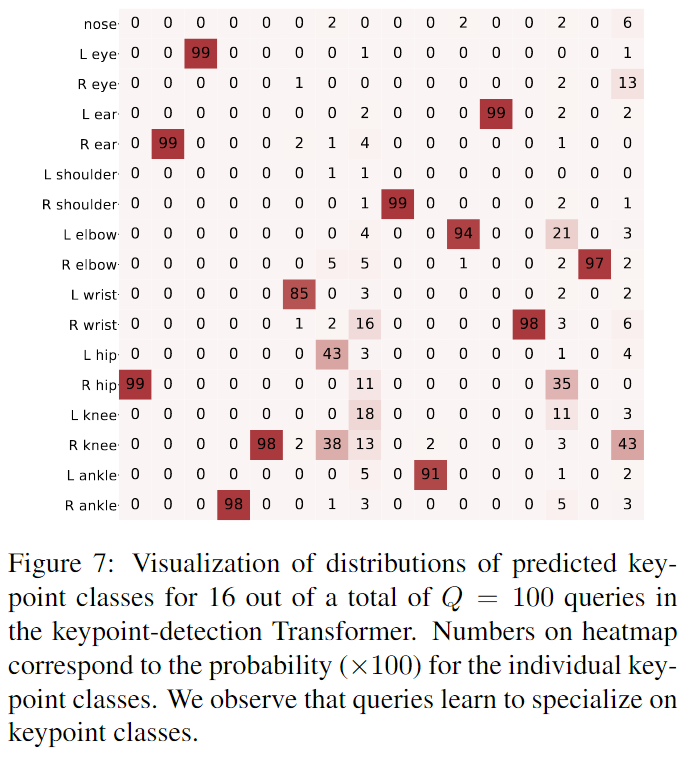 nose 0 0 0 0 0 0 2 0 0 0 2 0 0 2 0 6
L eye 0 0 99 0 0 0 0 1 0 0 0 0 0 0 0 1
R eye 0 0 0 0 0 1 0 0 0 0 0 0 0 2 0 13
L ear 0 0 0 0 0 0 0 2 0 0 0 99 0 2 0 2
R ear 0 99 0 0 0 2 1 4 0 0 0 0 0 1 0 0
L shoulder 0 0 0 0 0 0 1 1 0 0 0 0 0 0 0 0
R shoulder 0 0 0 0 0 0 0 1 99 0 0 0 0 2 0 1
L elbow 0 0 0 0 0 0 0 4 0 0 94 0 0 21 0 3
R elbow 0 0 0 0 0 0 5 5 0 0 1 0 0 2 97 2
L wrist 0 0 0 0 0 85 0 3 0 0 0 0 0 2 0 2
R wrist 0 0 0 0 0 1 2 16 0 0 0 0 98 3 0 6
L hip 0 0 0 0 0 0 43 3 0 0 0 0 0 1 0 4
R hip 99 0 0 0 0 0 0 11 0 0 0 0 0 35 0 0
L knee 0 0 0 0 0 0 0 18 0 0 0 0 0 11 0 3
R knee 0 0 0 0 98 2 38 13 0 2 0 0 0 3 0 43
L ankle 0 0 0 0 0 0 0 5 0 91 0 0 0 1 0 2
R ankle 0 0 0 98 0 0 1 3 0 0 0 0 0 5 0 3
Figure 7: Visualization of distributions of predicted key-
point classes for 16 out of a total of Q = 100 queries in
the keypoint-detection Transformer. Numbers on heatmap
correspond to the probability (×100) for the individual key-
point classes. We observe that queries learn to specialize on
keypoint classes.